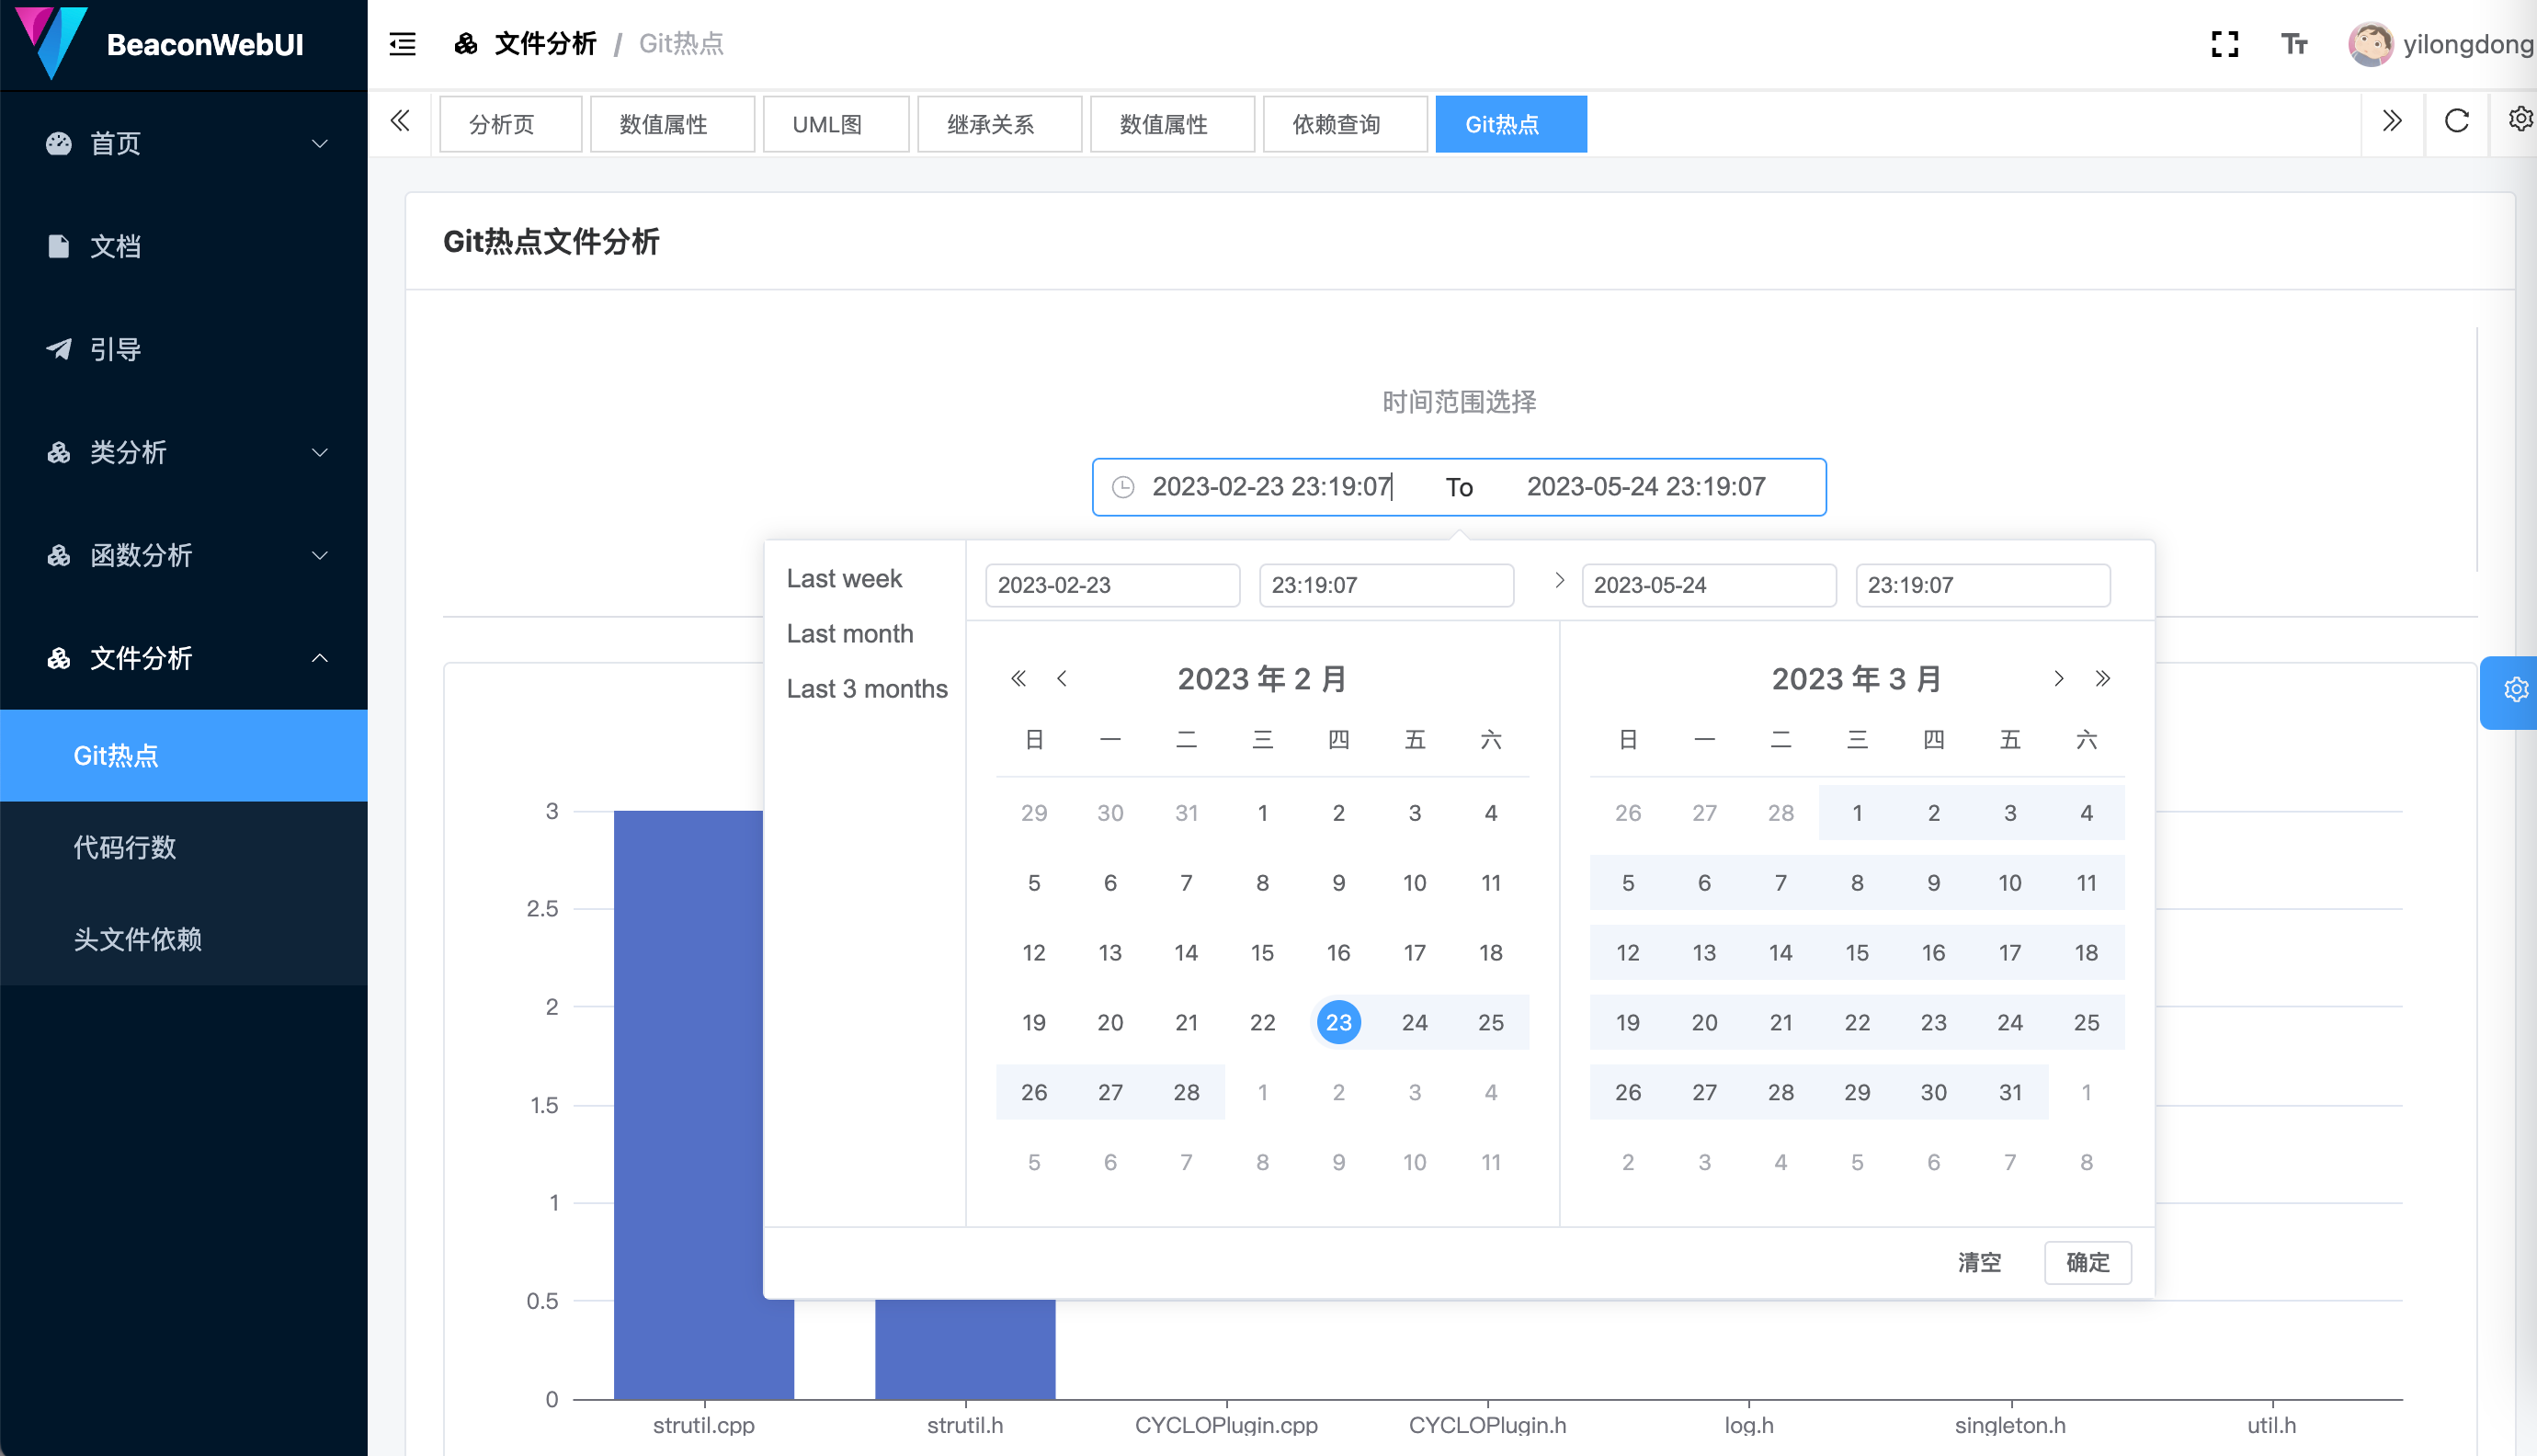 BeaconWebUI
文件分析 / Git热点
yilongdong
首页
文档
引导
类分析
函数分析
文件分析
Git热点
代码行数
头文件依赖
分析页 数值属性 UML图 继承关系 数值属性 依赖查询 Git热点
Git热点文件分析
时间范围选择
2023-02-23 23:19:07 To 2023-05-24 23:19:07
Last week
Last month
Last 3 months
2023-02-23 23:19:07 2023-05-24 23:19:07
2023 年 2 月
日 一 二 三 四 五 六
29 30 31 1 2 3 4
5 6 7 8 9 10 11
12 13 14 15 16 17 18
19 20 21 22 23 24 25
26 27 28 1 2 3 4
5 6 7 8 9 10 11
2023 年 3 月
日 一 二 三 四 五 六
26 27 28 1 2 3 4
5 6 7 8 9 10 11
12 13 14 15 16 17 18
19 20 21 22 23 24 25
26 27 28 29 30 31 1
2 3 4 5 6 7 8
清空 确定
3
2.5
2
1.5
1
0.5
0
strutil.cpp strutil.h CYCLOPlugin.cpp CYCLOPlugin.h log.h singleton.h util.h